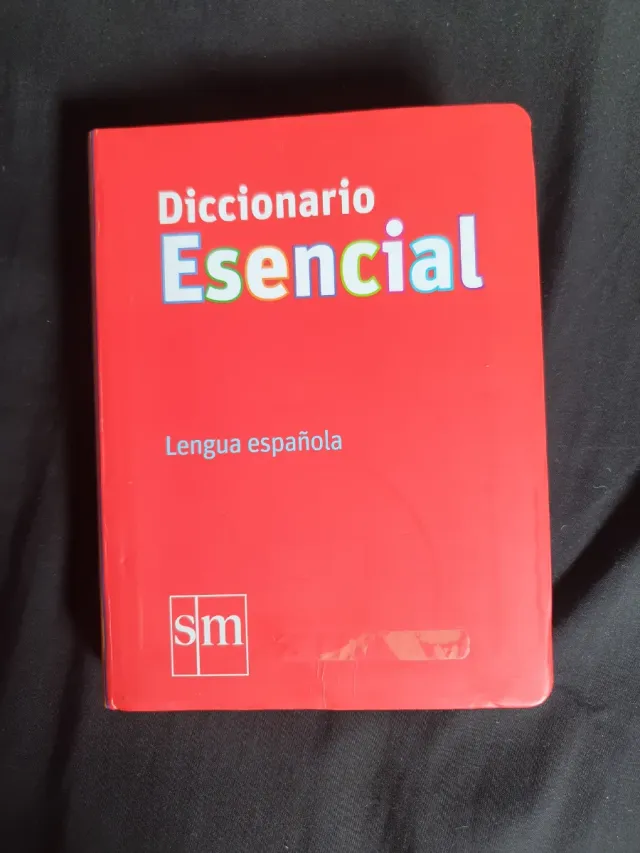 Diccionario
Esencial
Lengua española
sm